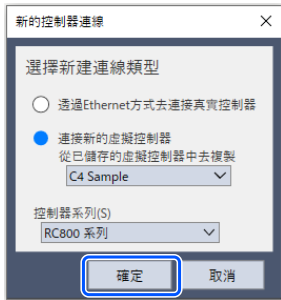 新的控制器連線
選擇新建連線類型
透過Ethernet方式去連接真實控制器
連接新的虛擬控制器
從已儲存的虛擬控制器中去複製
C4 Sample
控制器系列(S)
RC800 系列
確定
取消